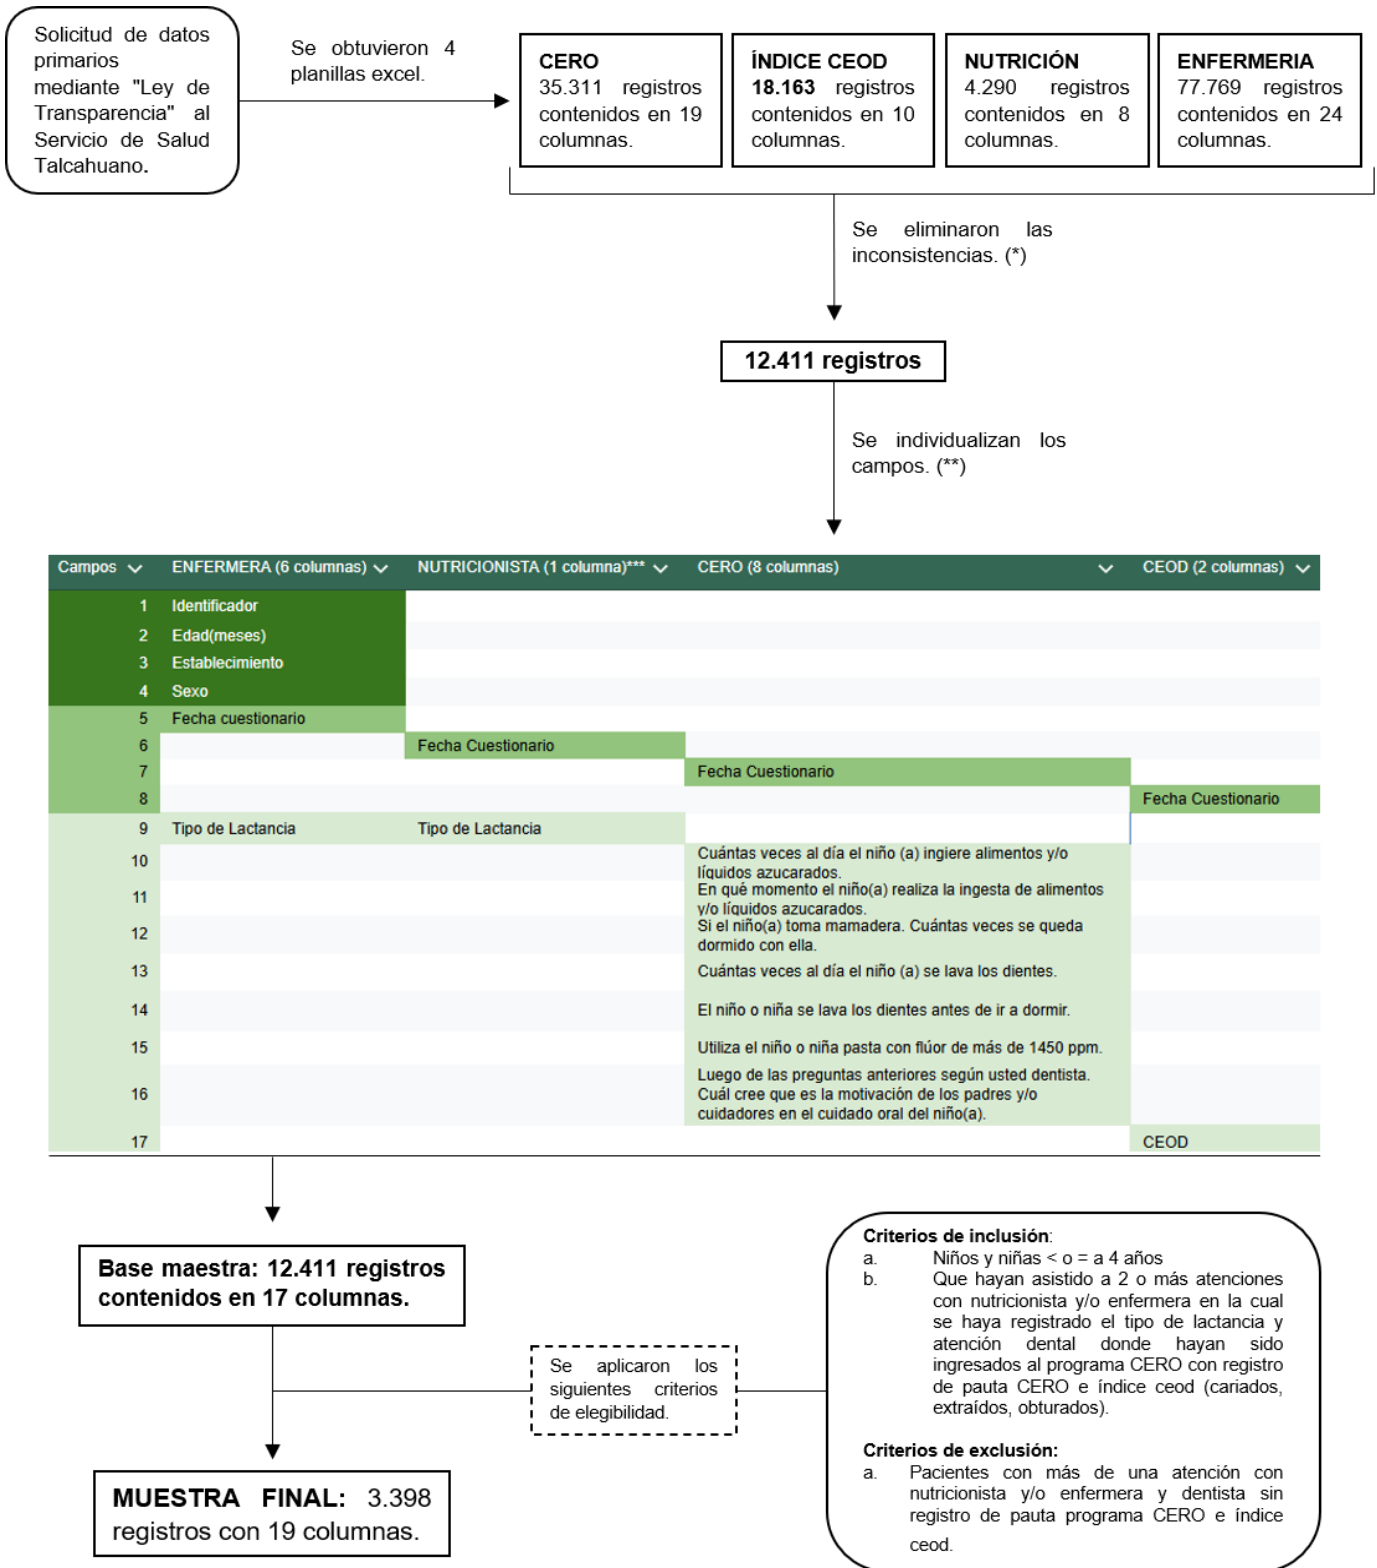 Solicitud de datos
primarios
mediante "Ley de
Transparencia" al
Servicio de Salud
Talcahuano.
Se obtuvieron 4
planillas excel.
CERO
35.311 registros
contenidos en 19
columnas.
ÍNDICE CEOD
18.163 registros
contenidos en 10
columnas.
NUTRICIÓN
4.290 registros
contenidos en 8
columnas.
ENFERMERIA
77.769 registros
contenidos en 24
columnas.
Se eliminaron las
inconsistencias. (*)
12.411 registros
Se individualizan los
campos. (**)
Campos ENFERMERA (6 columnas) NUTRICIONISTA (1 columna)*** CERO (8 columnas) CEOD (2 columnas)
1 Identificador
2 Edad(meses)
3 Establecimiento
4 Sexo
5 Fecha cuestionario
6 Fecha Cuestionario
7 Fecha Cuestionario
8 Fecha Cuestionario
9 Tipo de Lactancia Tipo de Lactancia
10 Cuántas veces al día el niño (a) ingiere alimentos y/o
líquidos azucarados.
11 En qué momento el niño(a) realiza la ingesta de alimentos
y/o líquidos azucarados.
12 Si el niño(a) toma mamadera. Cuántas veces se queda
dormido con ella.
13 Cuántas veces al día el niño (a) se lava los dientes.
14 El niño o niña se lava los dientes antes de ir a dormir.
15 Utiliza el niño o niña pasta con flúor de más de 1450 ppm.
16 Luego de las preguntas anteriores según usted dentista.
Cuál cree que es la motivación de los padres y/o
cuidadores en el cuidado oral del niño(a).
17 CEOD
Base maestra: 12.411 registros
contenidos en 17 columnas.
Se aplicaron los
siguientes criterios
de elegibilidad.
Criterios de inclusión:
a. Niños y niñas < o = a 4 años
b. Que hayan asistido a 2 o más atenciones
con nutricionista y/o enfermera en la cual
se haya registrado el tipo de lactancia y
atención dental donde hayan sido
ingresados al programa CERO con registro
de pauta CERO e índice ceod (cariados,
extraídos, obturados).
Criterios de exclusión:
a. Pacientes con más de una atención con
nutricionista y/o enfermera y dentista sin
registro de pauta programa CERO e índice
ceod.
MUESTRA FINAL: 3.398
registros con 19 columnas.